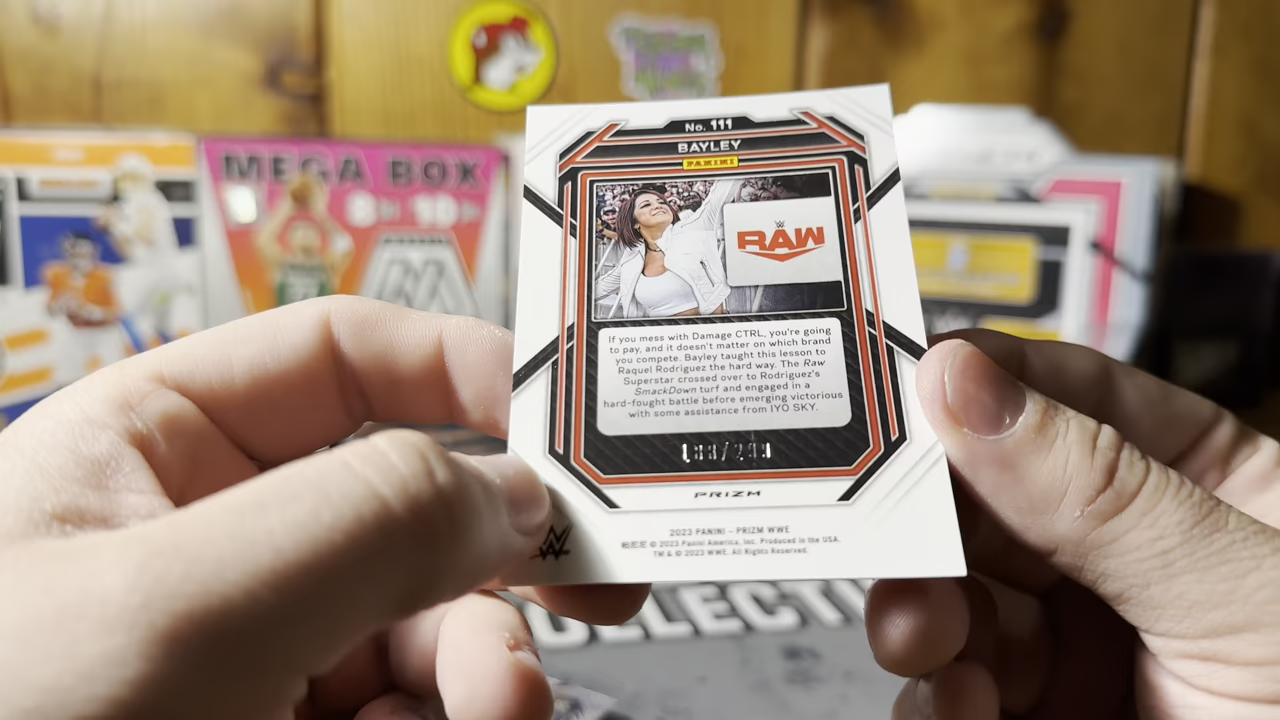 MEGA BOX
No. 111
BAYLEY
PANINI
RAW
If you mess with Damage CTRL, you're going
to pay, and it doesn't matter on which brand
you compete. Bayley taught this lesson to
Raquel Rodriguez the hard way. The Raw
Superstar crossed over to Rodriguez's
SmackDown turf and engaged in a
hard-fought battle before emerging victorious
with some assistance from IYO SKY.
PRIZM
2023 PANINI – PRIZM WWE
© 2023 Panini America, Inc. Produced in the USA.
TM & © 2023 WWE. All Rights Reserved.